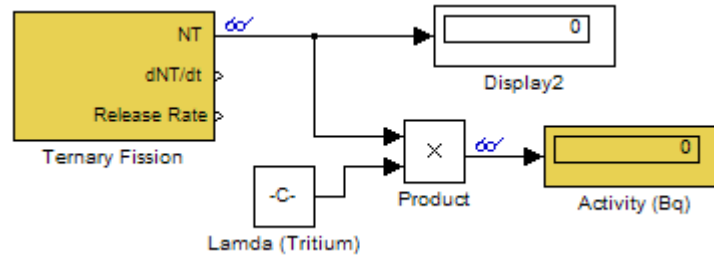 NT
dNT/dt
Release Rate
Ternary Fission
0
Display2
×
Product
-C-
Lamda (Tritium)
0
Activity (Bq)